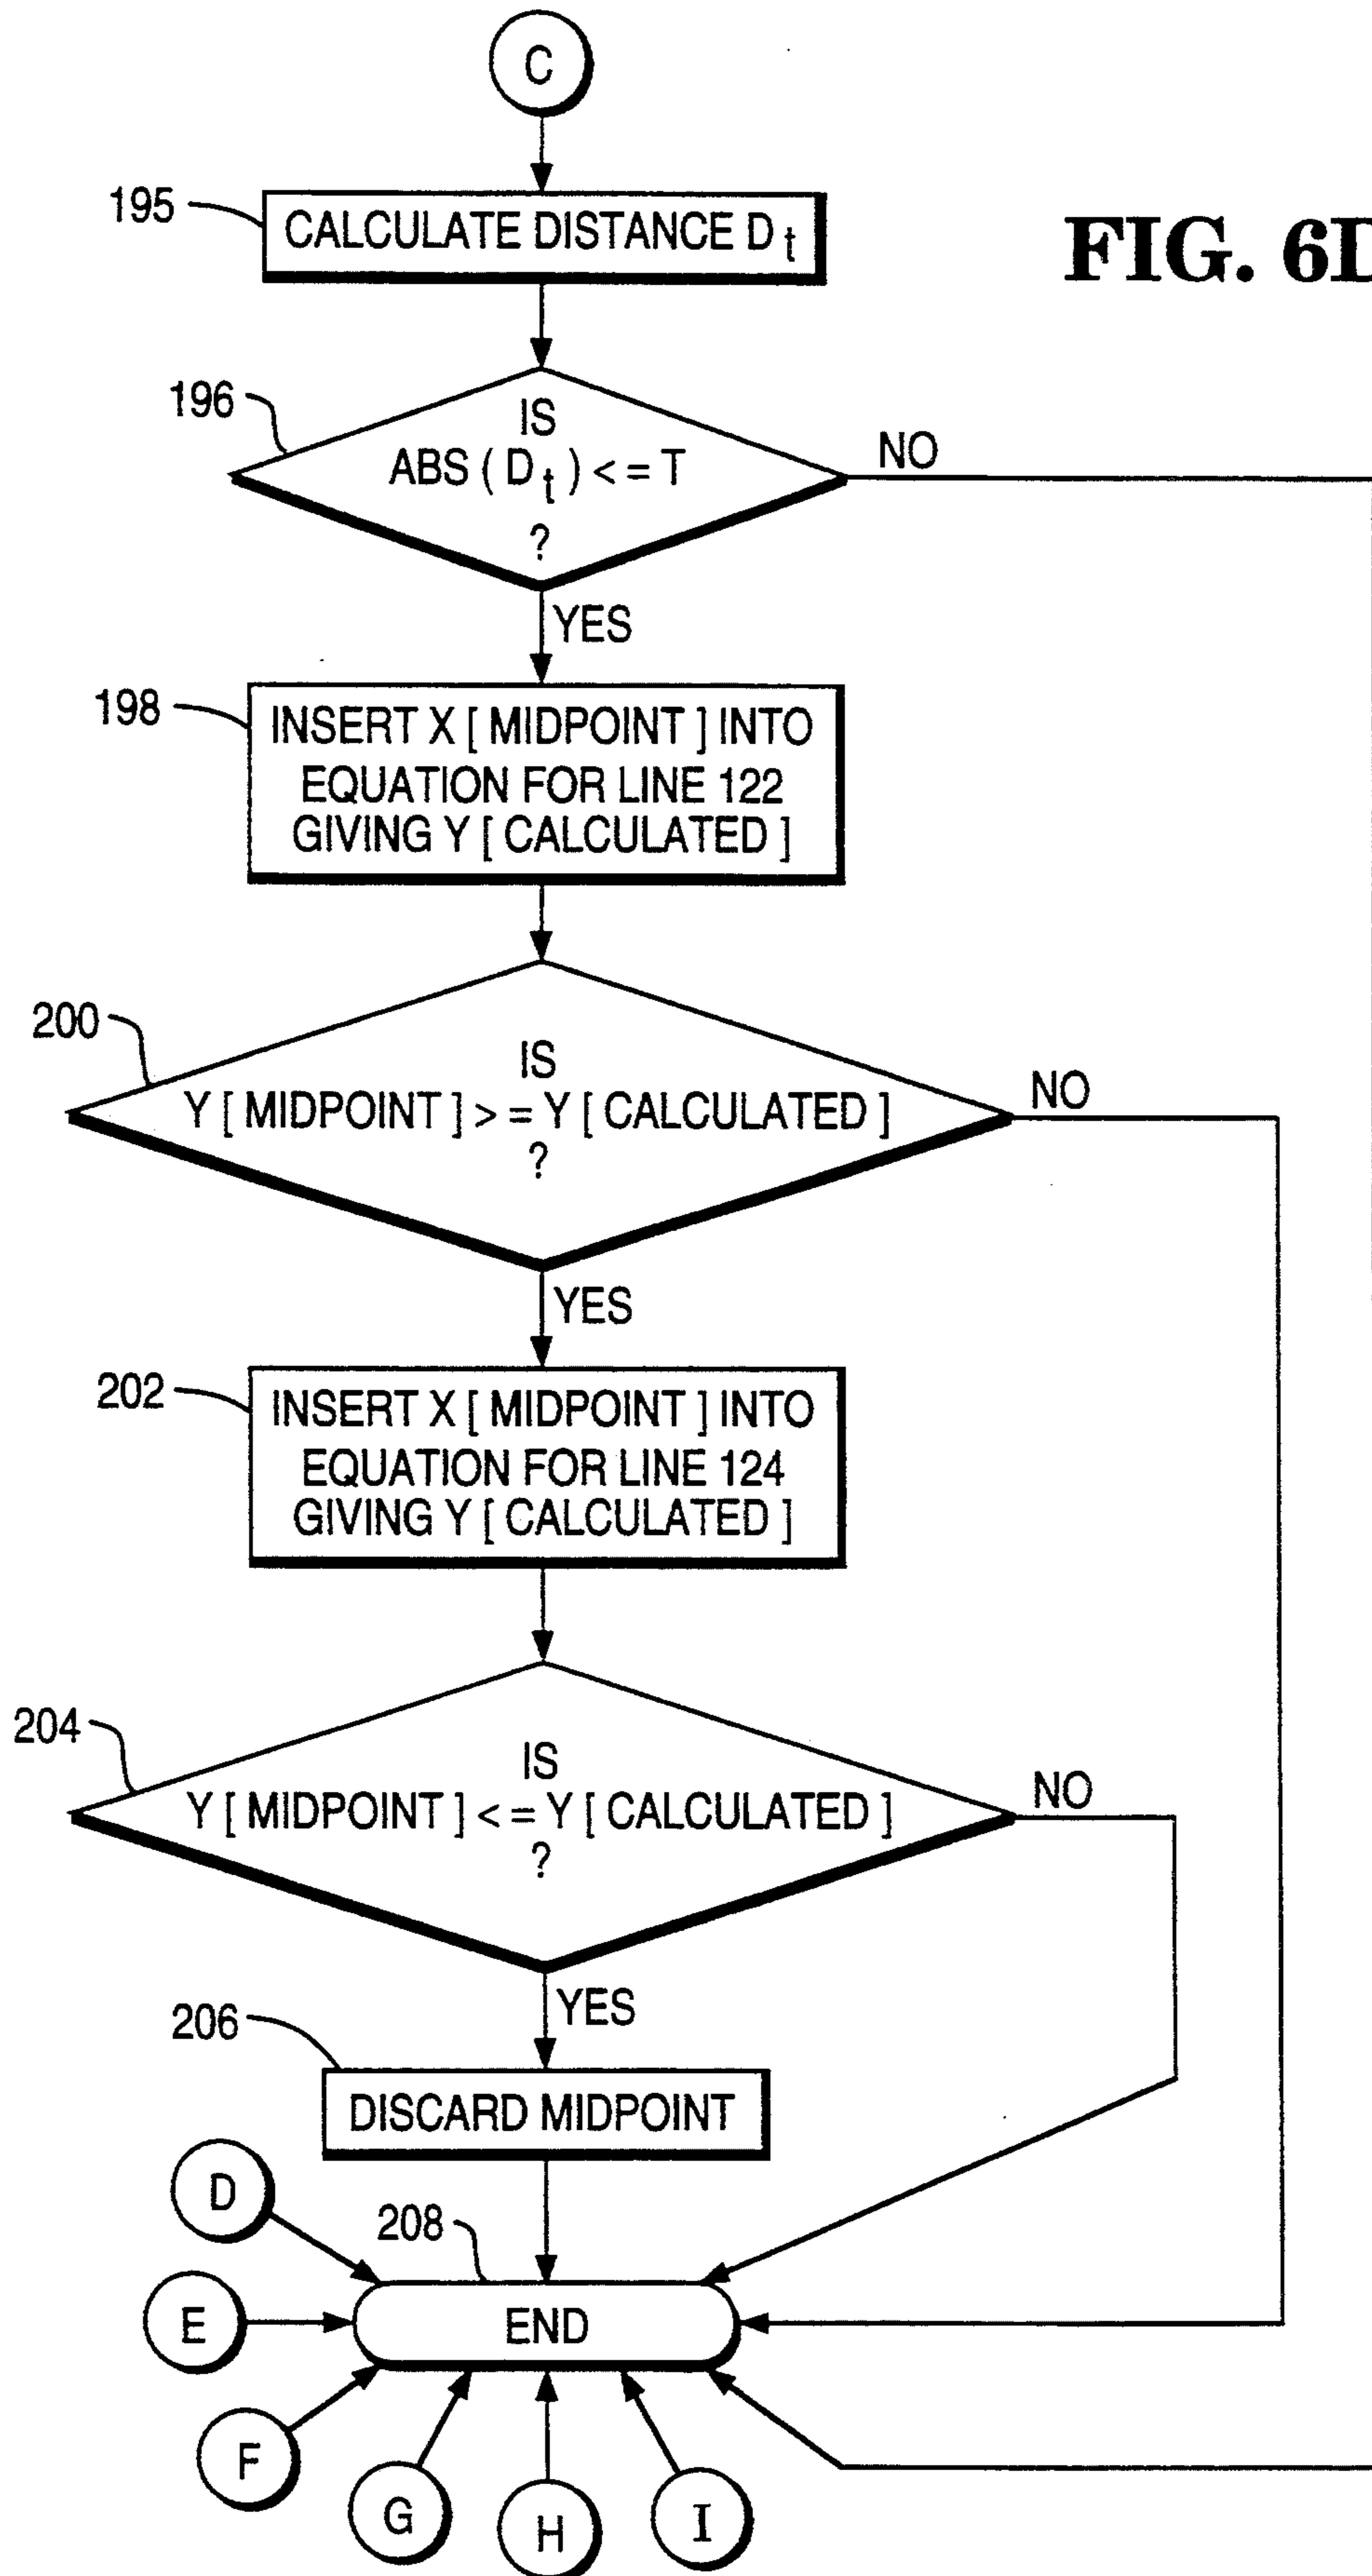 C
195
CALCULATE DISTANCE Dt
FIG. 6D
196
IS
ABS ( Dt ) < = T
?
NO
YES
198
INSERT X [ MIDPOINT ] INTO
EQUATION FOR LINE 122
GIVING Y [ CALCULATED ]
200
IS
Y [ MIDPOINT ] > = Y [ CALCULATED ]
?
NO
YES
202
INSERT X [ MIDPOINT ] INTO
EQUATION FOR LINE 124
GIVING Y [ CALCULATED ]
204
IS
Y [ MIDPOINT ] < = Y [ CALCULATED ]
?
NO
YES
206
DISCARD MIDPOINT
D
208
E
END
F
G
H
I